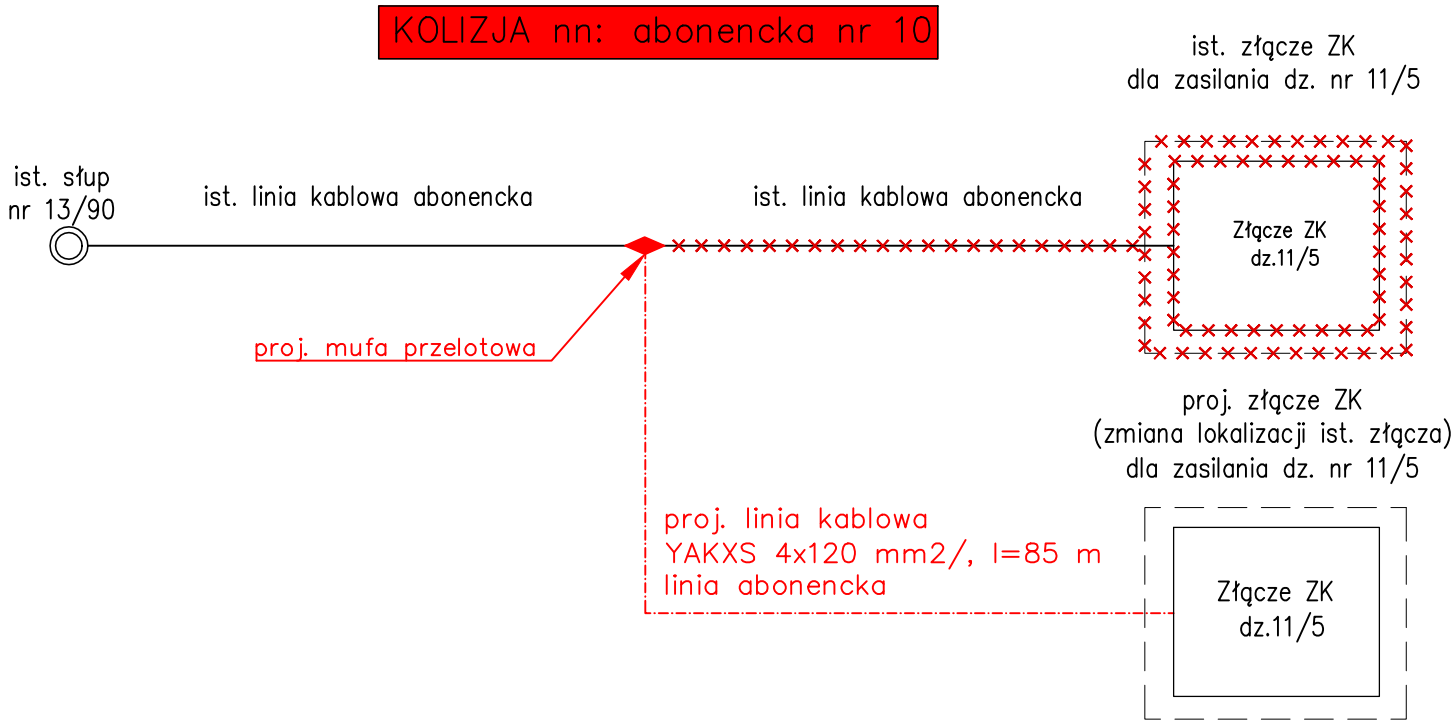 KOLIZJA nn: abonencka nr 10
ist. złącze ZK
dla zasilania dz. nr 11/5
ist. słup
nr 13/90
ist. linia kablowa abonencka
ist. linia kablowa abonencka
Złącze ZK
dz.11/5
proj. mufa przelotowa
proj. złącze ZK
(zmiana lokalizacji ist. złącza)
dla zasilania dz. nr 11/5
proj. linia kablowa
YAKXS 4x120 mm2/, l=85 m
linia abonencka
Złącze ZK
dz.11/5